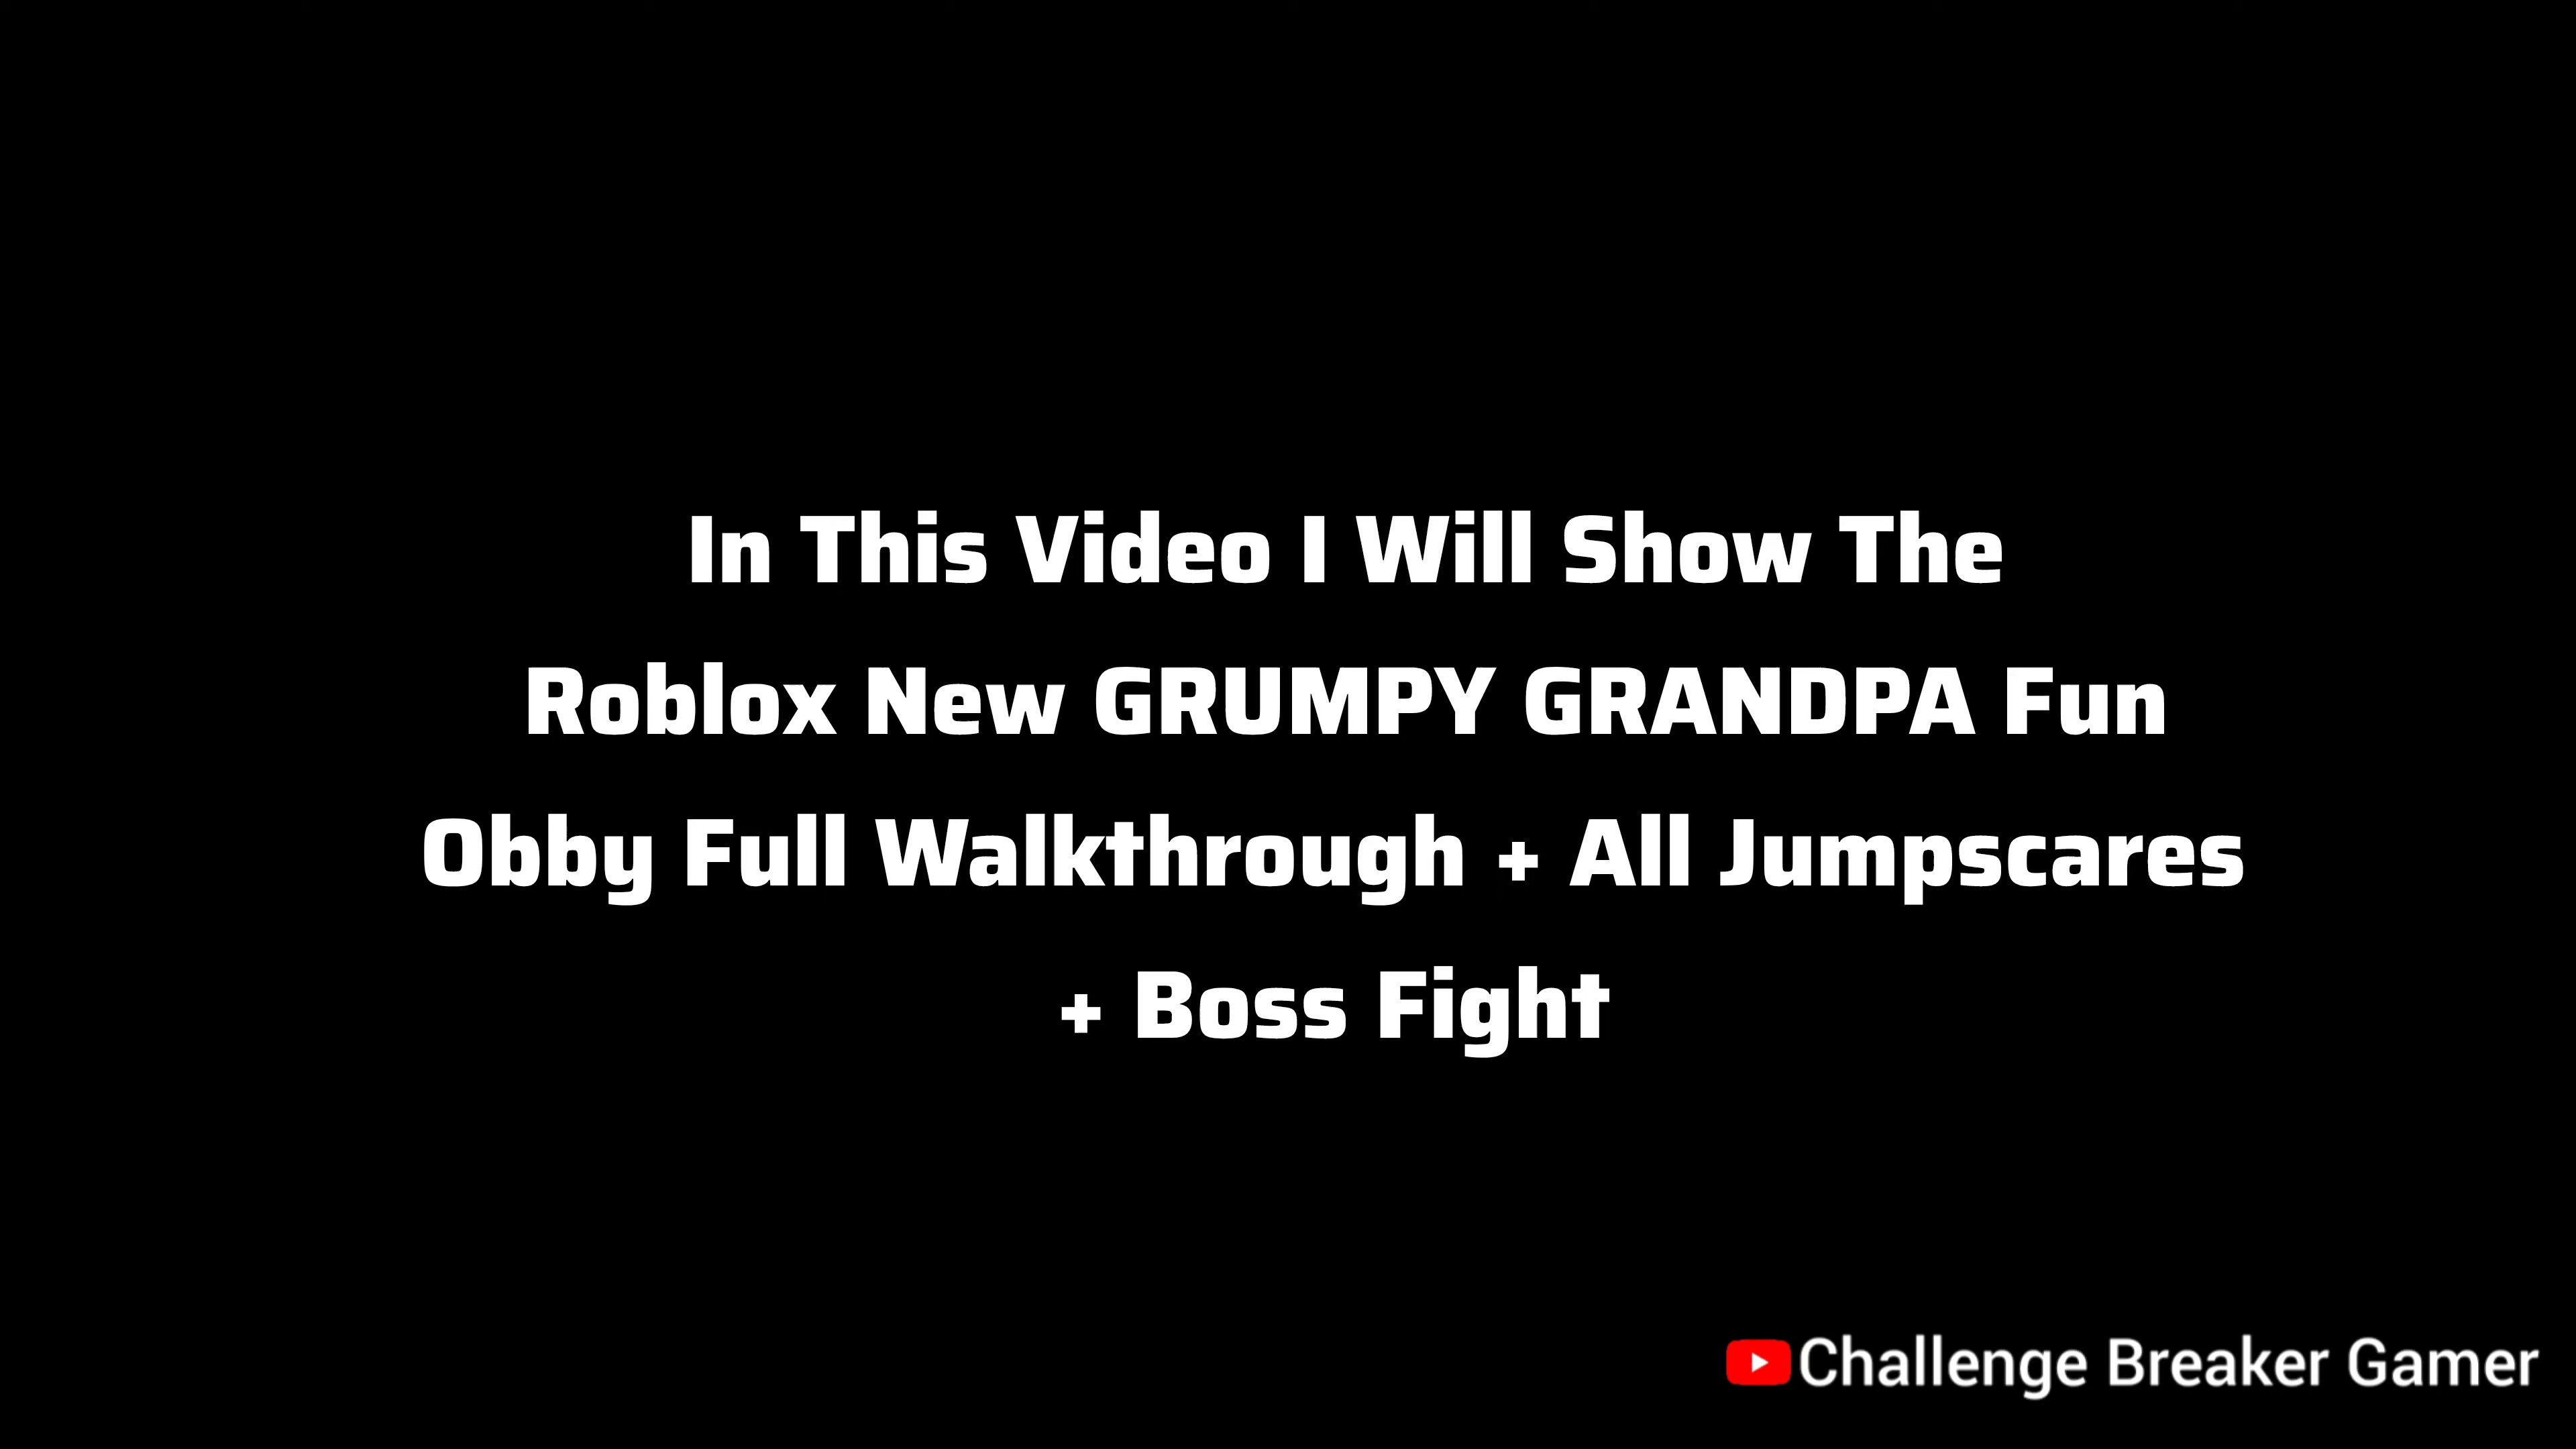 In This Video I Will Show The
Roblox New GRUMPY GRANDPA Fun
Obby Full Walkthrough + All Jumpscares
+ Boss Fight
Challenge Breaker Gamer